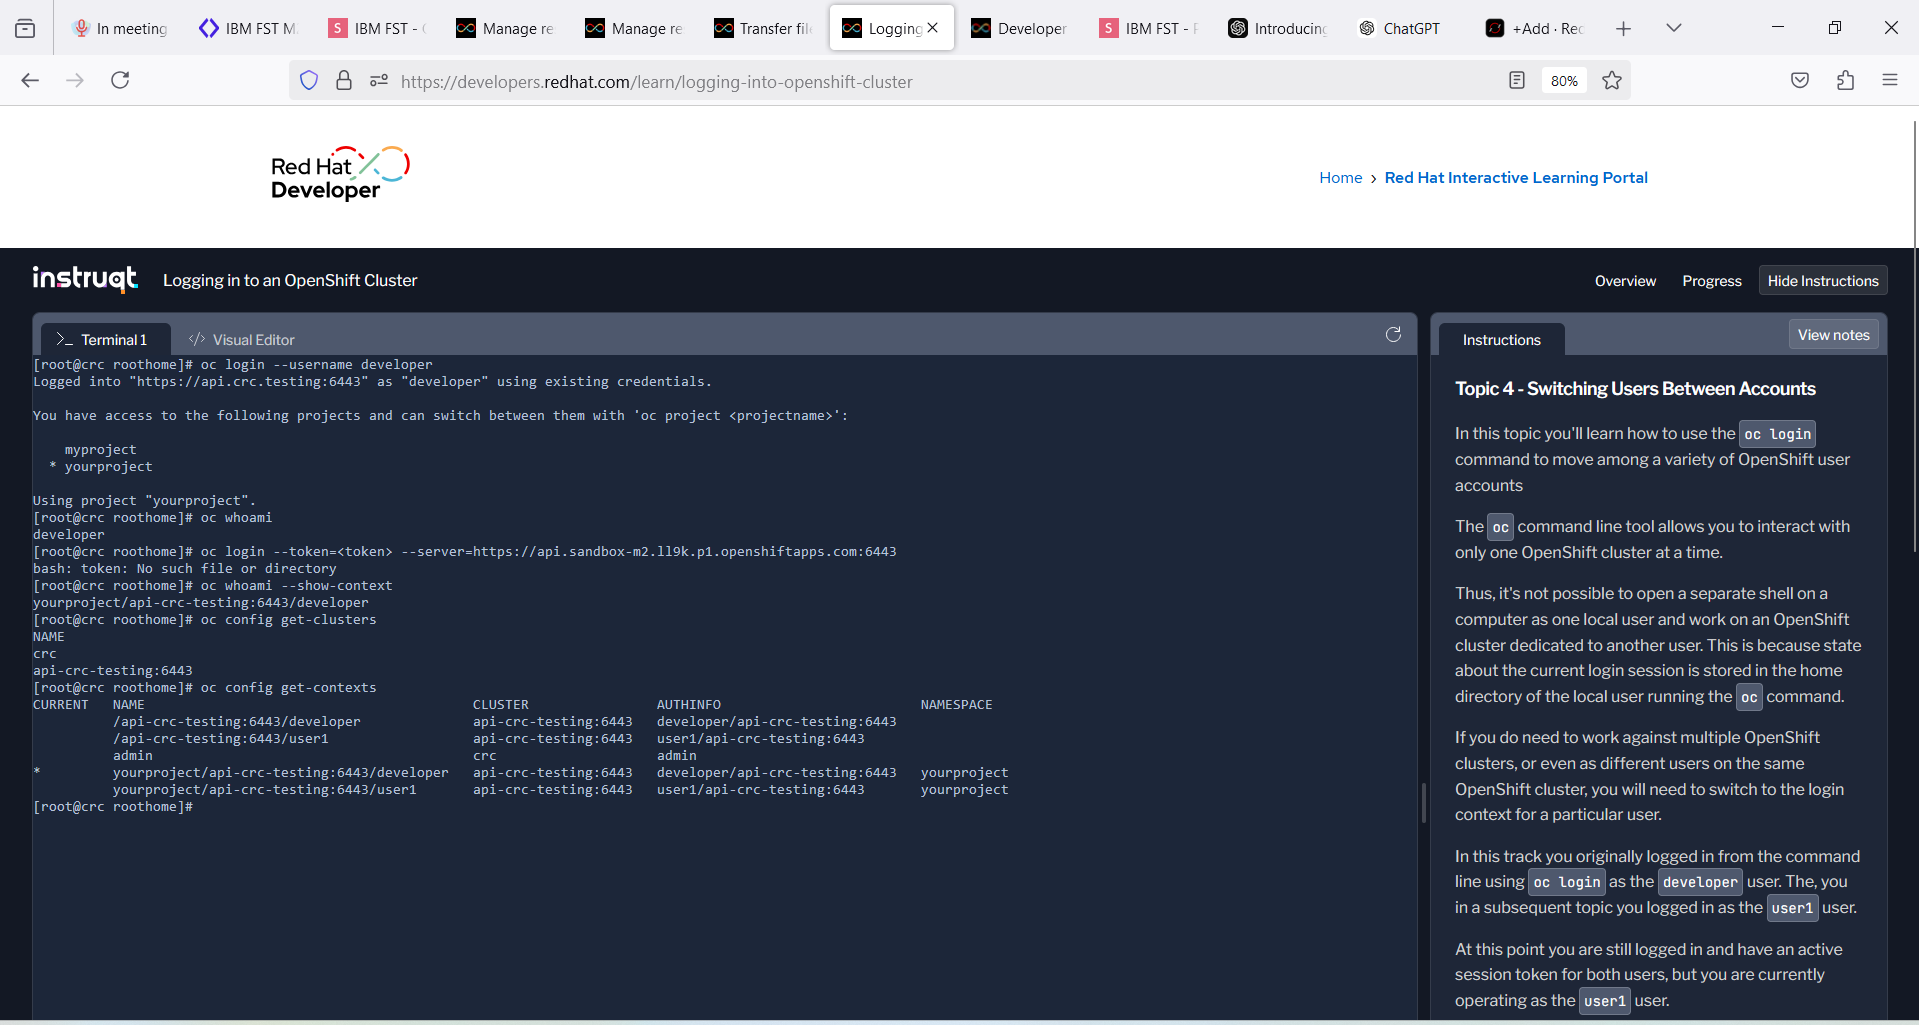 In meeting
IBM FST M
IBM FST - C
Manage re
Manage re
Transfer fil
Logging
Developer
IBM FST - P
Introducing
ChatGPT
+Add · Rec
https://developers.redhat.com/learn/logging-into-openshift-cluster
80%
Red Hat
Developer
Home › Red Hat Interactive Learning Portal
instruqt
Logging in to an OpenShift Cluster
Overview
Progress
Hide Instructions
>_ Terminal 1
</> Visual Editor
[root@crc roothome]# oc login --username developer
Logged into "https://api.crc.testing:6443" as "developer" using existing credentials.
You have access to the following projects and can switch between them with 'oc project <projectname>':
myproject
* yourproject
Using project "yourproject".
[root@crc roothome]# oc whoami
developer
[root@crc roothome]# oc login --token=<token> --server=https://api.sandbox-m2.ll9k.p1.openshiftapps.com:6443
bash: token: No such file or directory
[root@crc roothome]# oc whoami --show-context
yourproject/api-crc-testing:6443/developer
[root@crc roothome]# oc config get-clusters
NAME
crc
api-crc-testing:6443
[root@crc roothome]# oc config get-contexts
CURRENT NAME CLUSTER AUTHINFO NAMESPACE
/api-crc-testing:6443/developer api-crc-testing:6443 developer/api-crc-testing:6443
/api-crc-testing:6443/user1 api-crc-testing:6443 user1/api-crc-testing:6443
admin crc admin
* yourproject/api-crc-testing:6443/developer api-crc-testing:6443 developer/api-crc-testing:6443 yourproject
yourproject/api-crc-testing:6443/user1 api-crc-testing:6443 user1/api-crc-testing:6443 yourproject
[root@crc roothome]#
Instructions
View notes
Topic 4 - Switching Users Between Accounts
In this topic you'll learn how to use the oc login
command to move among a variety of OpenShift user
accounts
The oc command line tool allows you to interact with
only one OpenShift cluster at a time.
Thus, it's not possible to open a separate shell on a
computer as one local user and work on an OpenShift
cluster dedicated to another user. This is because state
about the current login session is stored in the home
directory of the local user running the oc command.
If you do need to work against multiple OpenShift
clusters, or even as different users on the same
OpenShift cluster, you will need to switch to the login
context for a particular user.
In this track you originally logged in from the command
line using oc login as the developer user. The, you
in a subsequent topic you logged in as the user1 user.
At this point you are still logged in and have an active
session token for both users, but you are currently
operating as the user1 user.